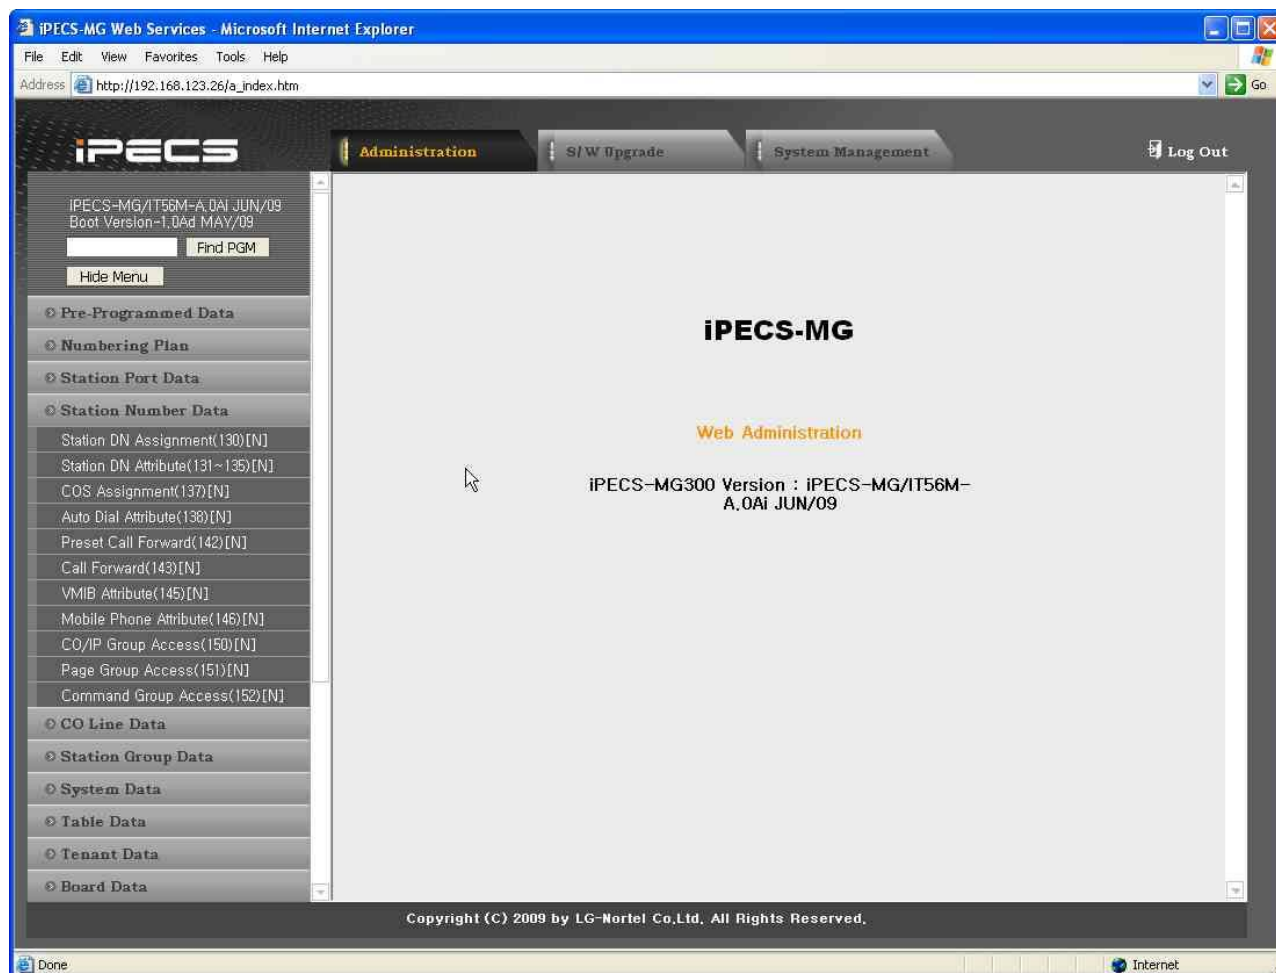 iPECS-MG Web Services - Microsoft Internet Explorer
File Edit View Favorites Tools Help
Address http://192.168.123.26/a_index.htm Go
iPECS
Administration S/W Upgrade System Management Log Out
iPECS-MG/IT56M-A.0Ai JUN/09
Boot Version-1.0Ad MAY/09
Find PGM
Hide Menu
Pre-Programmed Data
Numbering Plan
Station Port Data
Station Number Data
Station DN Assignment(130)[N]
Station DN Attribute(131~135)[N]
COS Assignment(137)[N]
Auto Dial Attribute(138)[N]
Preset Call Forward(142)[N]
Call Forward(143)[N]
VMIB Attribute(145)[N]
Mobile Phone Attribute(146)[N]
CO/IP Group Access(150)[N]
Page Group Access(151)[N]
Command Group Access(152)[N]
CO Line Data
Station Group Data
System Data
Table Data
Tenant Data
Board Data
iPECS-MG
Web Administration
iPECS-MG300 Version : iPECS-MG/IT56M-
A.0Ai JUN/09
Copyright (C) 2009 by LG-Nortel Co.Ltd. All Rights Reserved.
Done Internet